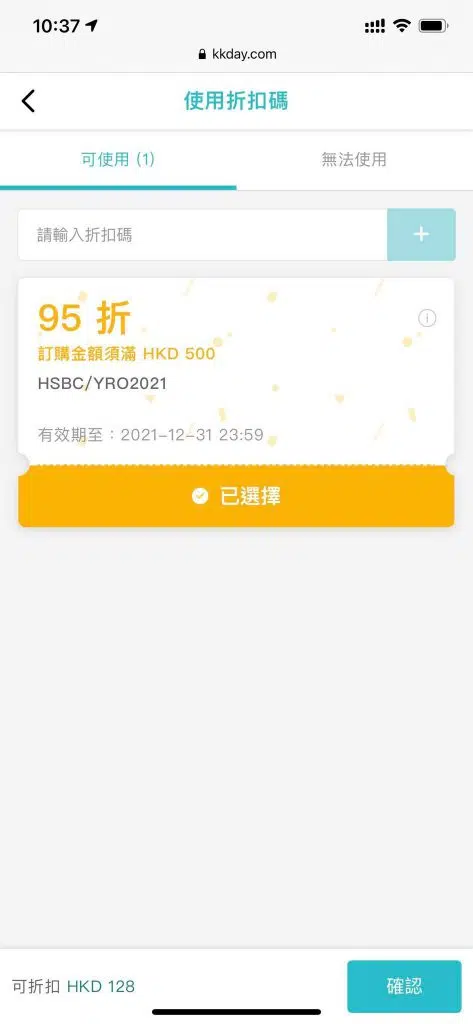 10:37
kkday.com
使用折扣碼
可使用 (1)
無法使用
請輸入折扣碼
+
95 折
訂購金額須滿 HKD 500
HSBC/YRO2021
有效期至：2021-12-31 23:59
已選擇
可折扣 HKD 128
確認